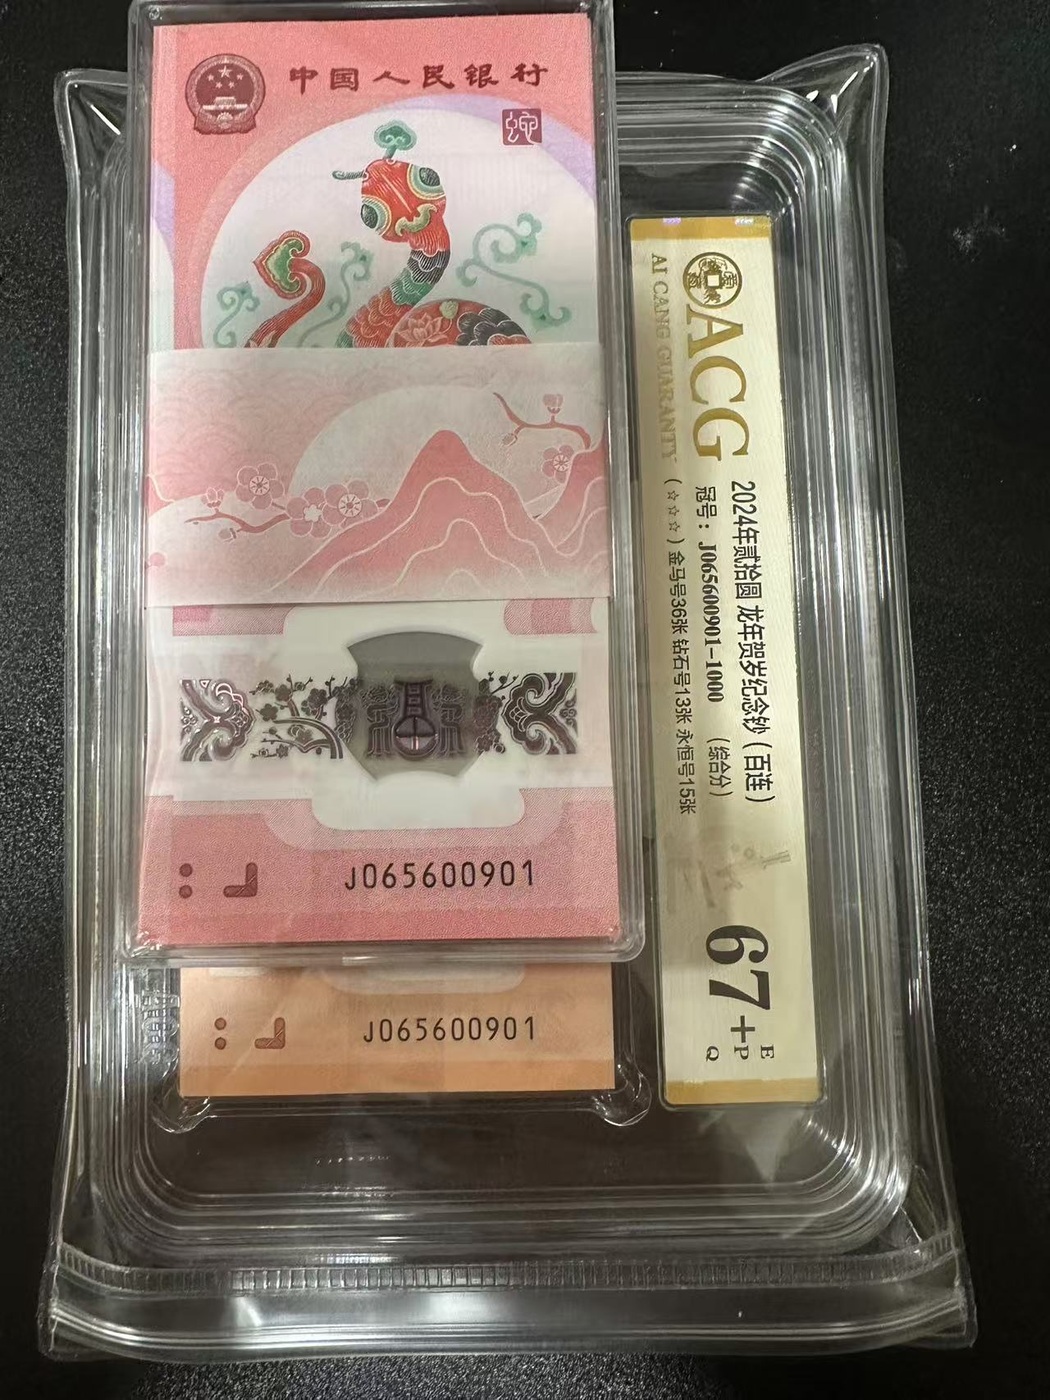 中国人民银行
蛇
J065600901
J065600901
ACG
AI CANG GUARANTY
2024年贰拾圆 龙年贺岁纪念钞（百连）
冠号：J065600901-1000 （综合分）
（☆☆☆）金马号36张 钻石号13张 永恒号15张
67+
E
P
Q